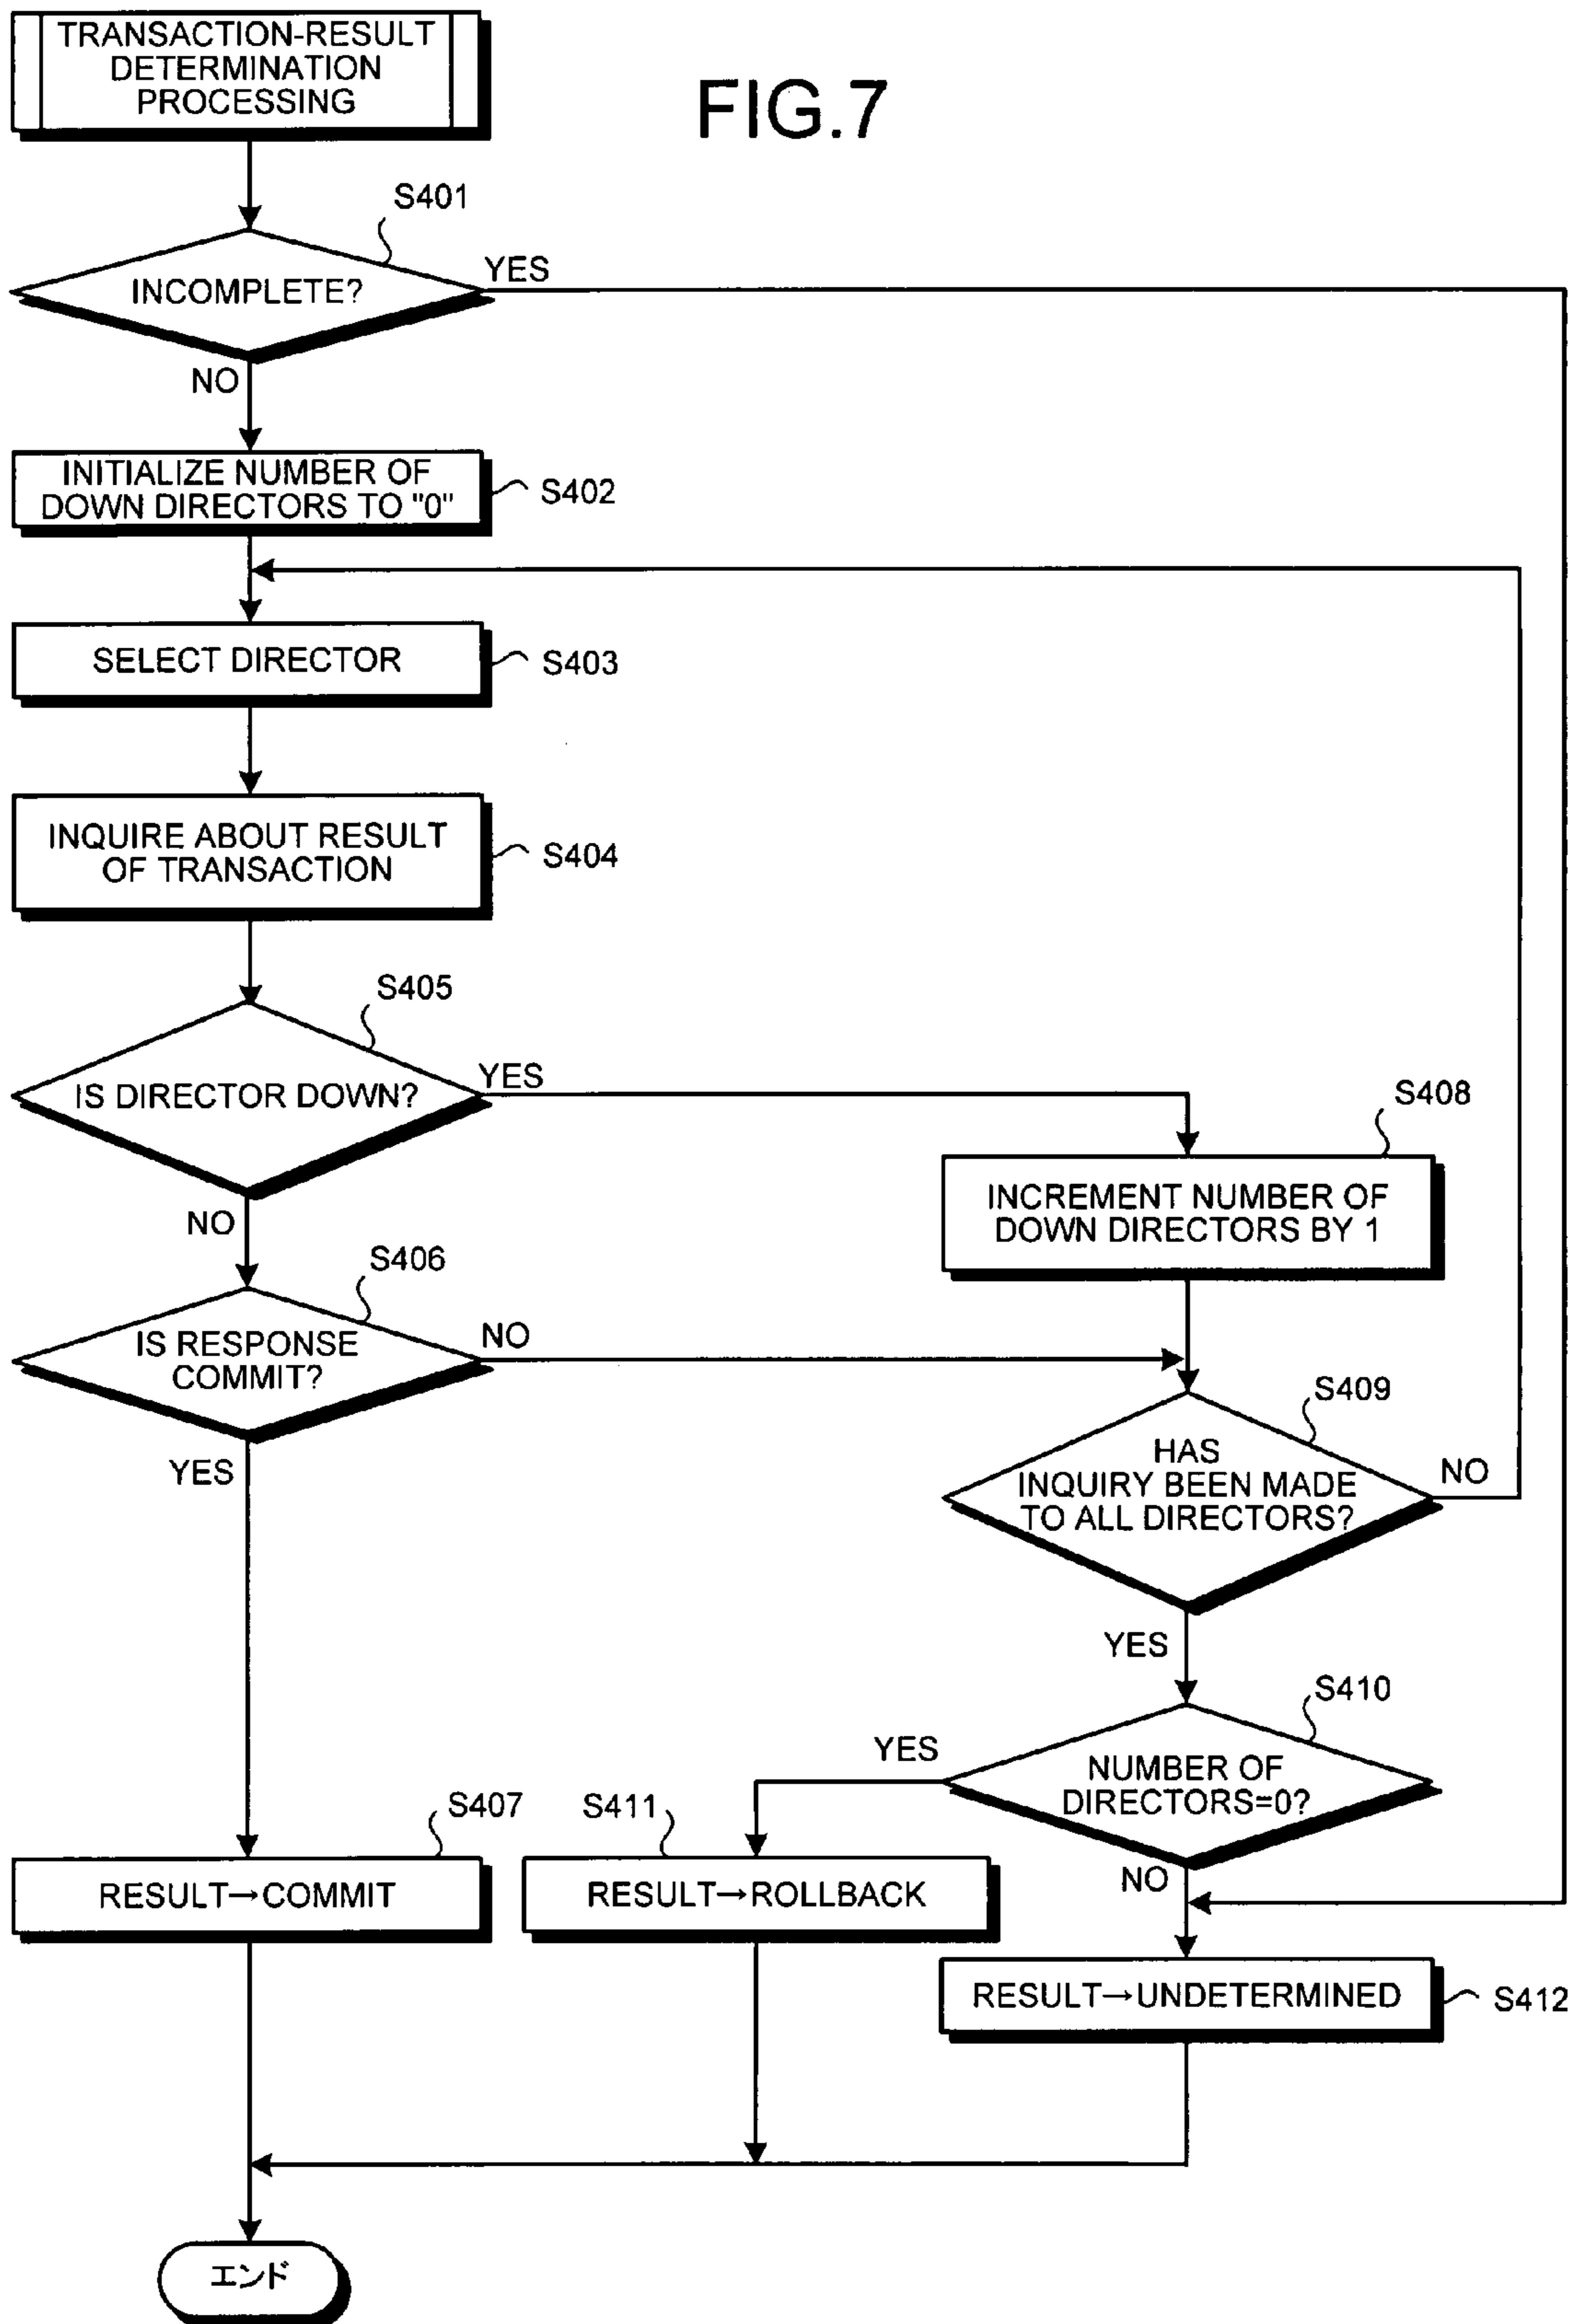 TRANSACTION-RESULT
DETERMINATION
PROCESSING
FIG.7
S401
INCOMPLETE?
YES
NO
INITIALIZE NUMBER OF
DOWN DIRECTORS TO "0"
S402
SELECT DIRECTOR
S403
INQUIRE ABOUT RESULT
OF TRANSACTION
S404
S405
IS DIRECTOR DOWN?
YES
NO
S408
INCREMENT NUMBER OF
DOWN DIRECTORS BY 1
S406
IS RESPONSE
COMMIT?
NO
YES
S409
HAS
INQUIRY BEEN MADE
TO ALL DIRECTORS?
NO
YES
S410
NUMBER OF
DIRECTORS=0?
YES
NO
S407
RESULT→COMMIT
S411
RESULT→ROLLBACK
RESULT→UNDETERMINED
S412
エンド